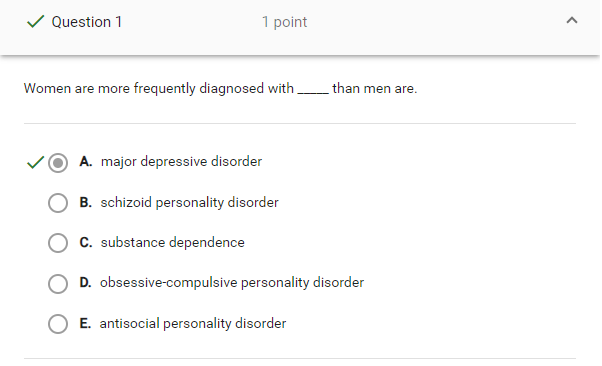 Question 1 1 point
Women are more frequently diagnosed with _____ than men are.
A. major depressive disorder
B. schizoid personality disorder
C. substance dependence
D. obsessive-compulsive personality disorder
E. antisocial personality disorder